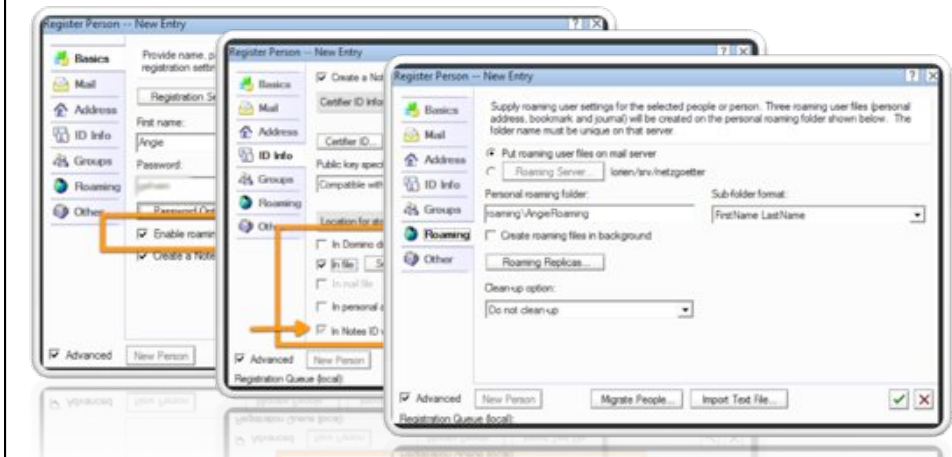 Register Person -- New Entry
Basics
Mail
Address
ID Info
Groups
Roaming
Other
Provide name, p
registration settin
Registration Se
First name:
Angie
Password:
Password Opt
Enable roamin
Create a Note
Advanced
New Person
Register Person -- New Entry
Basics
Mail
Address
ID Info
Groups
Roaming
Other
Create a Not
Certifier ID infor
Certifier ID...
Public key speci
Compatible with
Location for sto
In Domino d
In file
Se
In mail file
In personal a
In Notes ID v
Advanced
New Person
Registration Queue (local):
Register Person -- New Entry
Basics
Mail
Address
ID Info
Groups
Roaming
Other
Supply roaming user settings for the selected people or person. Three roaming user files (personal
address, bookmark and journal) will be created on the personal roaming folder shown below. The
folder name must be unique on that server.
Put roaming user files on mail server
Roaming Server... lorien/srv/netzgoetter
Personal roaming folder: Sub-folder format:
roaming\AngieRoaming FirstName LastName
Create roaming files in background
Roaming Replicas...
Clean-up option:
Do not clean-up
Advanced New Person Migrate People... Import Text File...
Registration Queue (local):